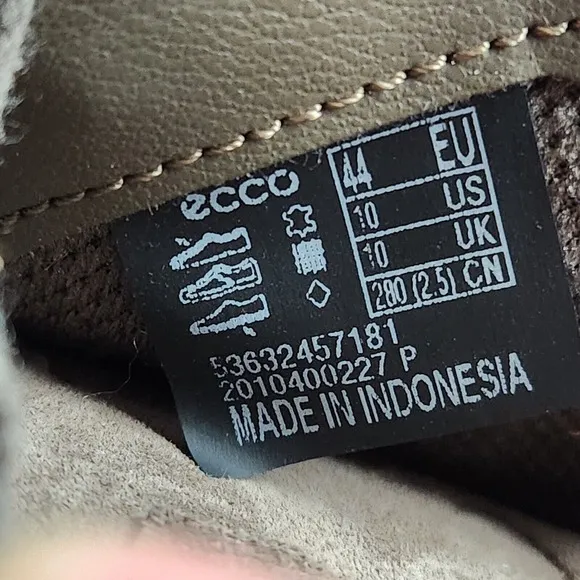 ecco
44 EU
10 US
10 UK
280 (2.5) CN
53632457181
2010400227 P
MADE IN INDONESIA